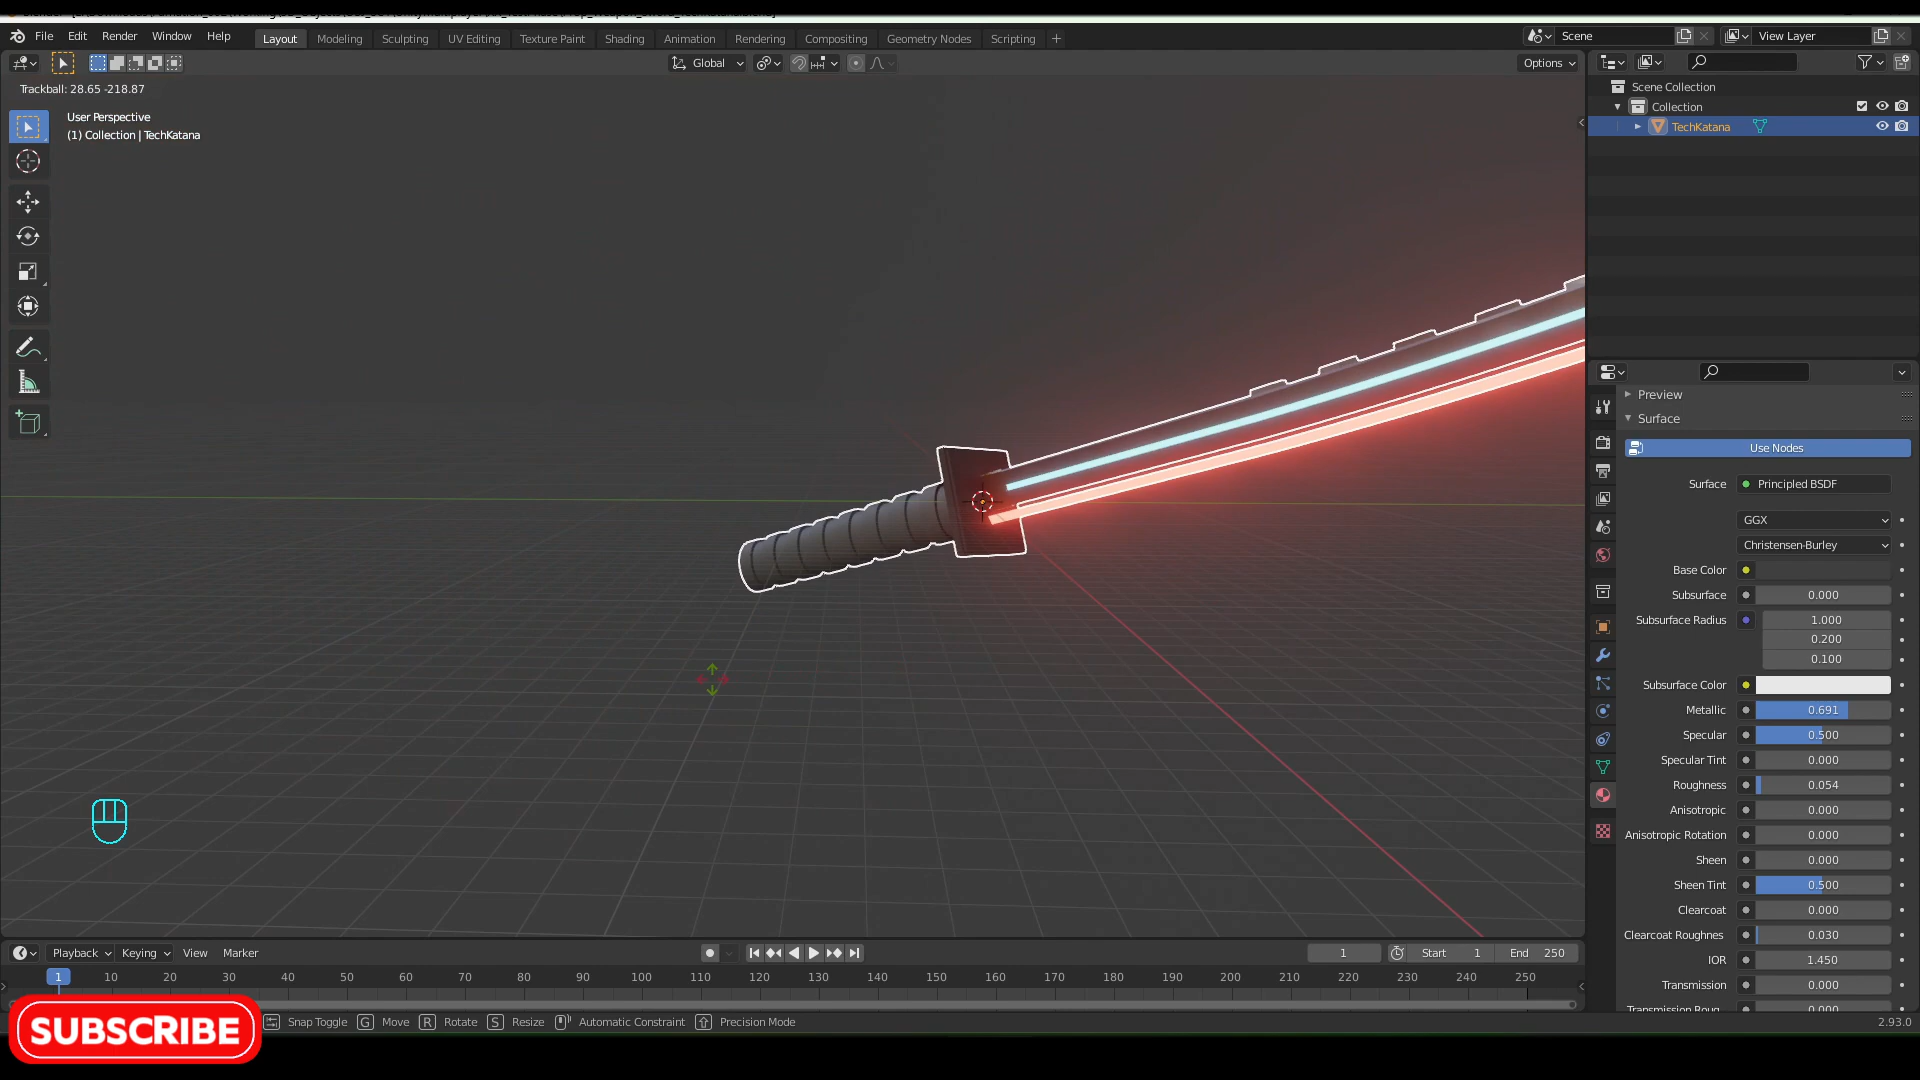 File Edit Render Window Help
Layout Modeling Sculpting UV Editing Texture Paint Shading Animation Rendering Compositing Geometry Nodes Scripting
Scene
View Layer
Global
Options
Trackball: 28.65 -218.87
User Perspective
(1) Collection | TechKatana
Scene Collection
Collection
TechKatana
Preview
Surface
Use Nodes
Surface Principled BSDF
GGX
Christensen-Burley
Base Color
Subsurface 0.000
Subsurface Radius 1.000
0.200
0.100
Subsurface Color
Metallic 0.691
Specular 0.500
Specular Tint 0.000
Roughness 0.054
Anisotropic 0.000
Anisotropic Rotation 0.000
Sheen 0.000
Sheen Tint 0.500
Clearcoat 0.000
Clearcoat Roughnes 0.030
IOR 1.450
Transmission 0.000
Playback Keying View Marker
1 Start 1 End 250
1 10 20 30 40 50 60 70 80 90 100 110 120 130 140 150 160 170 180 190 200 210 220 230 240 250
SUBSCRIBE
Snap Toggle G Move R Rotate S Resize Automatic Constraint Precision Mode
2.93.0